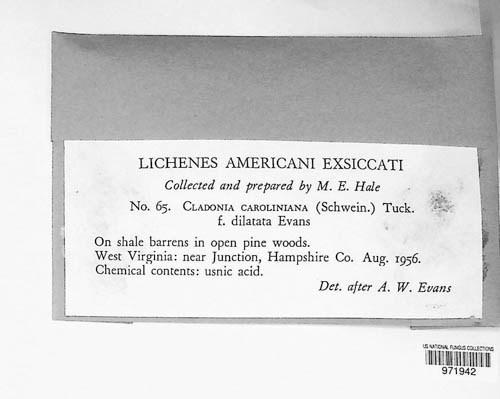 LICHENES AMERICANI EXSICCATI
Collected and prepared by M. E. Hale
No. 65. CLADONIA CAROLINIANA (Schwein.) Tuck.
f. dilatata Evans
On shale barrens in open pine woods.
West Virginia: near Junction, Hampshire Co. Aug. 1956.
Chemical contents: usnic acid.
Det. after A. W. Evans
US NATIONAL FUNGUS COLLECTIONS
971942